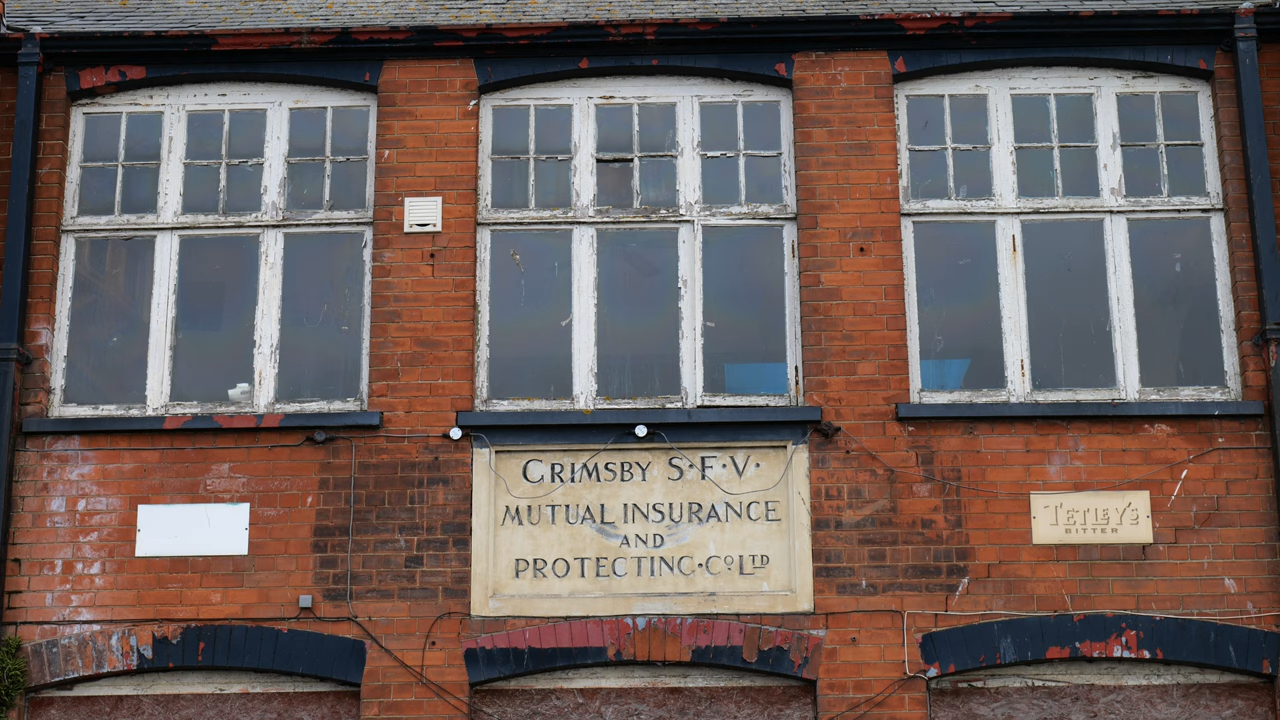 GRIMSBY S·F·V·
MUTUAL INSURANCE
AND
PROTECTING·Cº LTD
TETLEY'S
BITTER